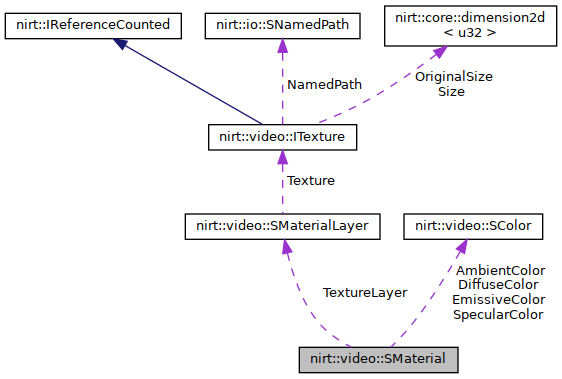 nirt::IReferenceCounted
nirt::io::SNamedPath
nirt::core::dimension2d
< u32 >
NamedPath
OriginalSize
Size
nirt::video::ITexture
Texture
nirt::video::SMaterialLayer
nirt::video::SColor
TextureLayer
AmbientColor
DiffuseColor
EmissiveColor
SpecularColor
nirt::video::SMaterial